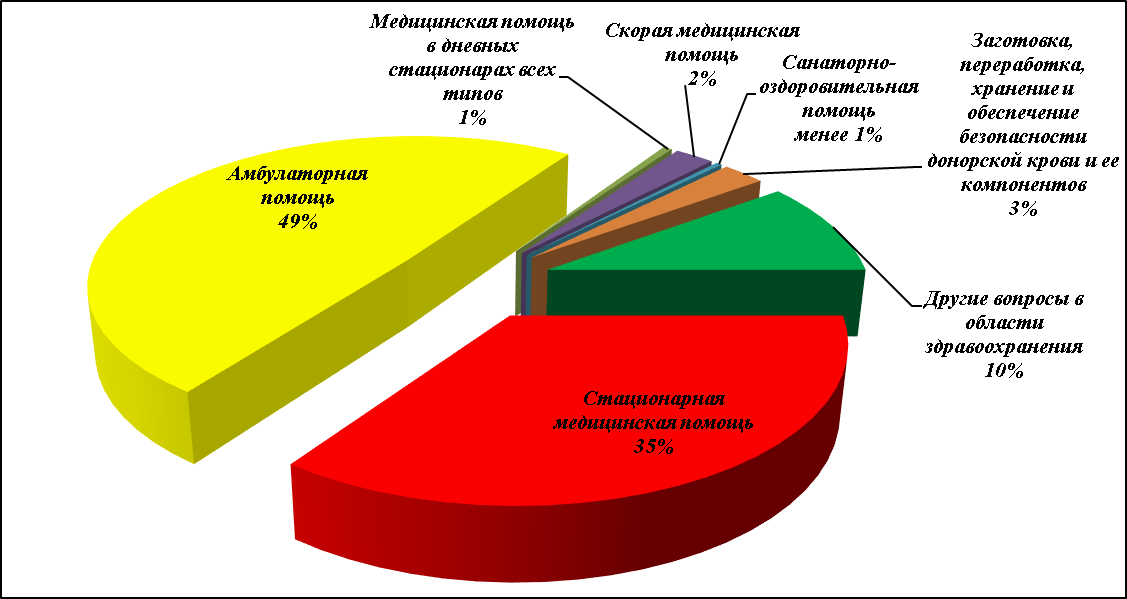 Медицинская помощь
в дневных
стационарах всех
типов
1%
Скорая медицинская
помощь
2%
Санаторно-
оздоровительная
помощь
менее 1%
Заготовка,
переработка,
хранение и
обеспечение
безопасности
донорской крови и ее
компонентов
3%
Амбулаторная
помощь
49%
Другие вопросы в
области
здравоохранения
10%
Стационарная
медицинская помощь
35%